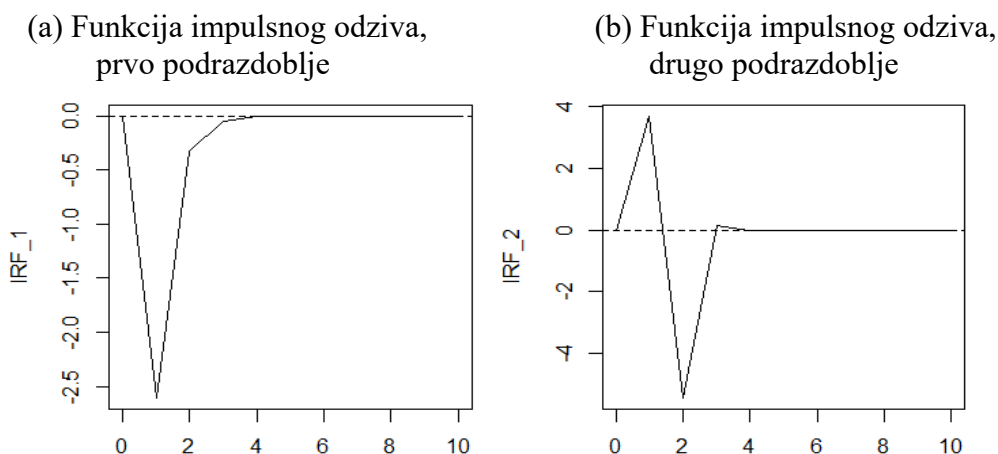 (a) Funkcija impulsnog odziva,
prvo podrazdoblje
(b) Funkcija impulsnog odziva,
drugo podrazdoblje
IRF_1
0.0
-0.5
-1.0
-1.5
-2.0
-2.5
0 2 4 6 8 10
IRF_2
4
2
0
-2
-4
0 2 4 6 8 10